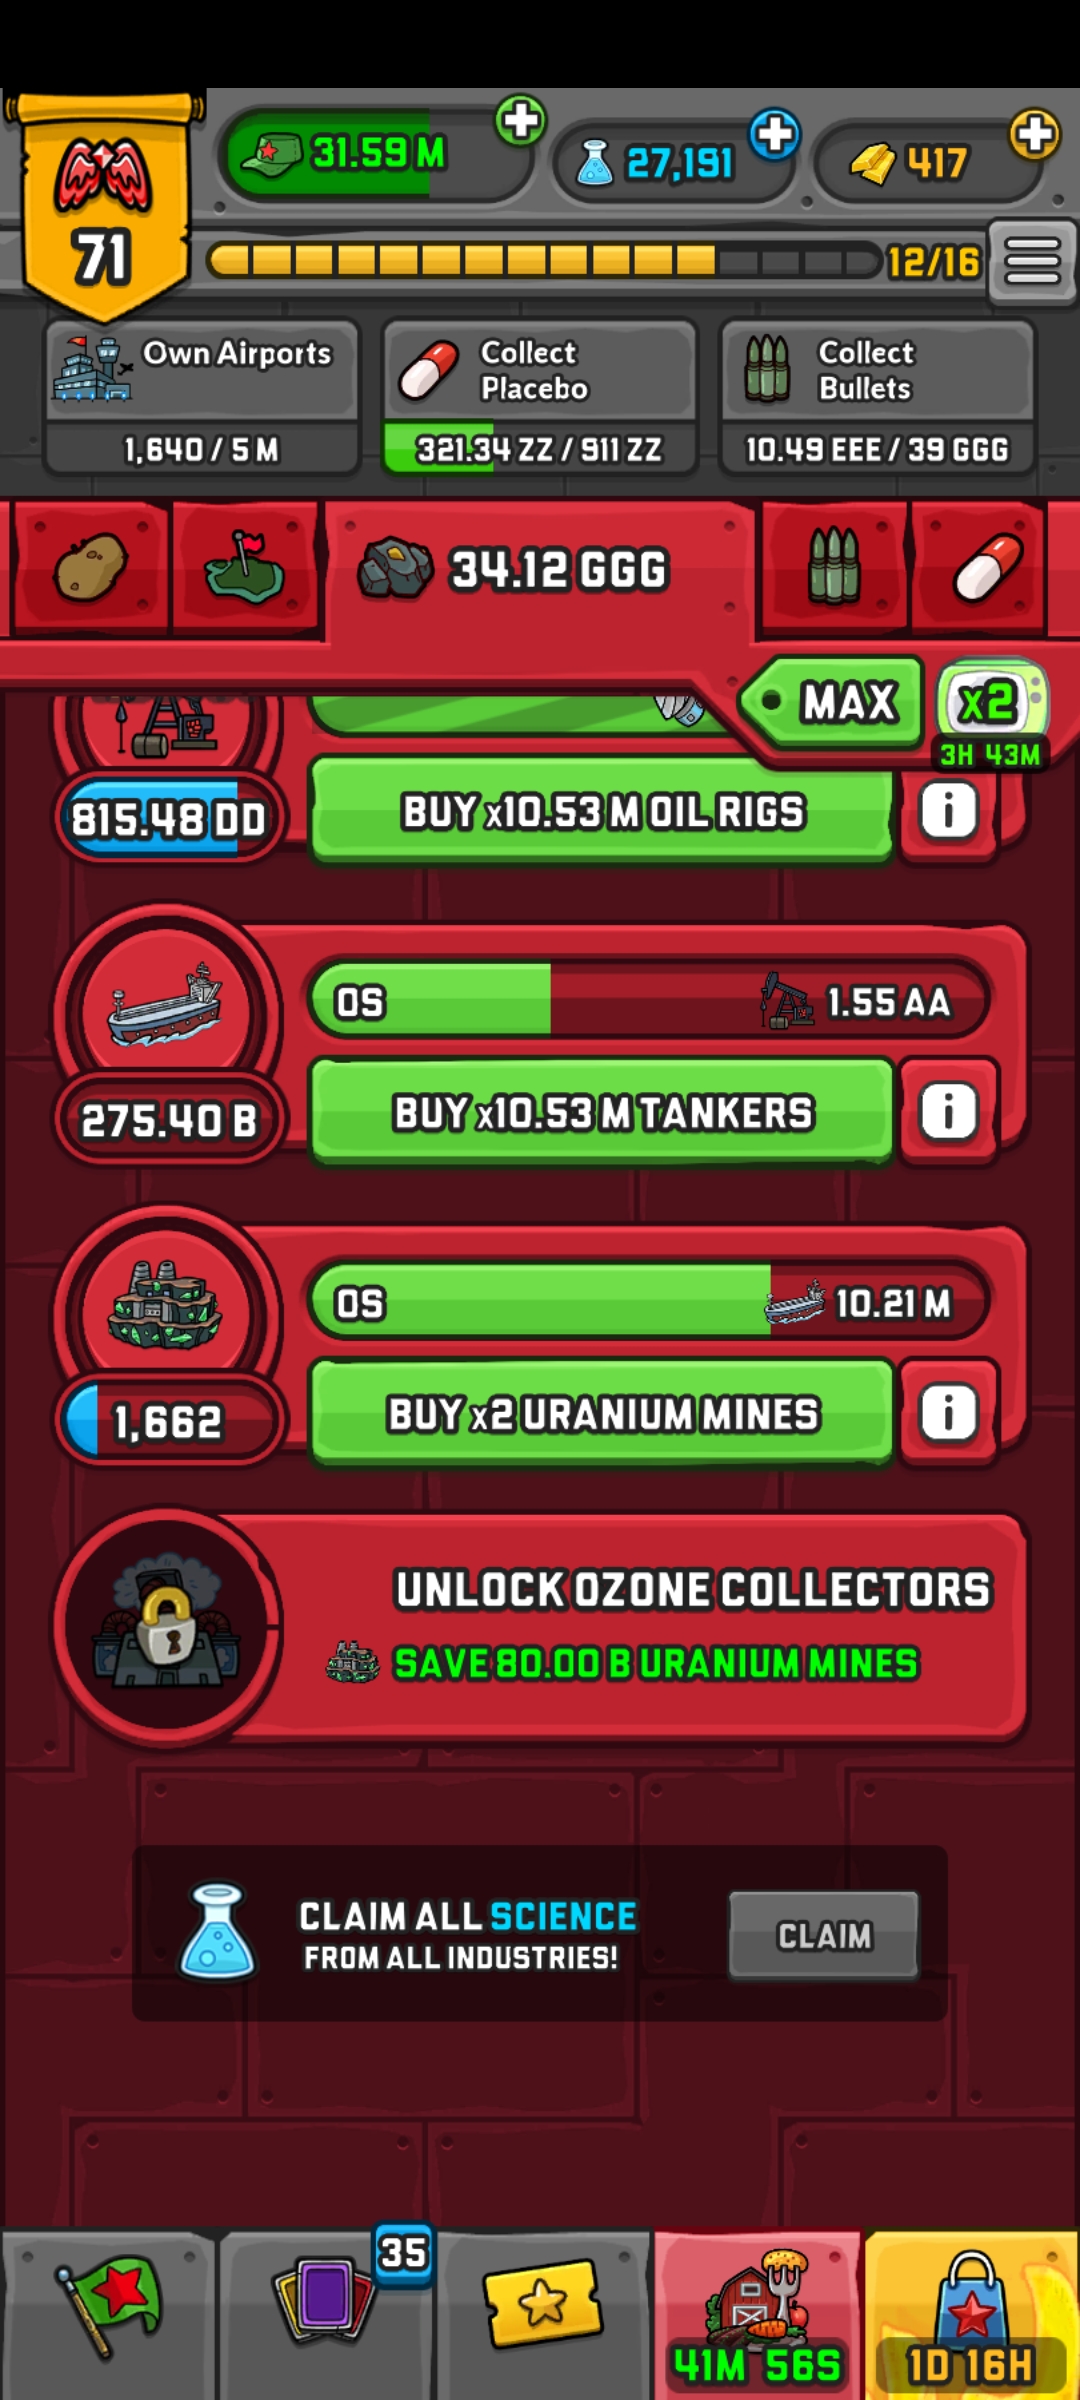 31.59 M
27,191
417
71
12/16
Own Airports
1,640 / 5 M
Collect
Placebo
321.34 ZZ / 911 ZZ
Collect
Bullets
10.49 EEE / 39 GGG
34.12 GGG
MAX
x2
3H 43M
815.48 DD
BUY x10.53 M OIL RIGS
i
0S
1.55 AA
275.40 B
BUY x10.53 M TANKERS
i
0S
10.21 M
1,662
BUY x2 URANIUM MINES
i
UNLOCK OZONE COLLECTORS
SAVE 80.00 B URANIUM MINES
CLAIM ALL SCIENCE
FROM ALL INDUSTRIES!
CLAIM
35
41M 56S
1D 16H